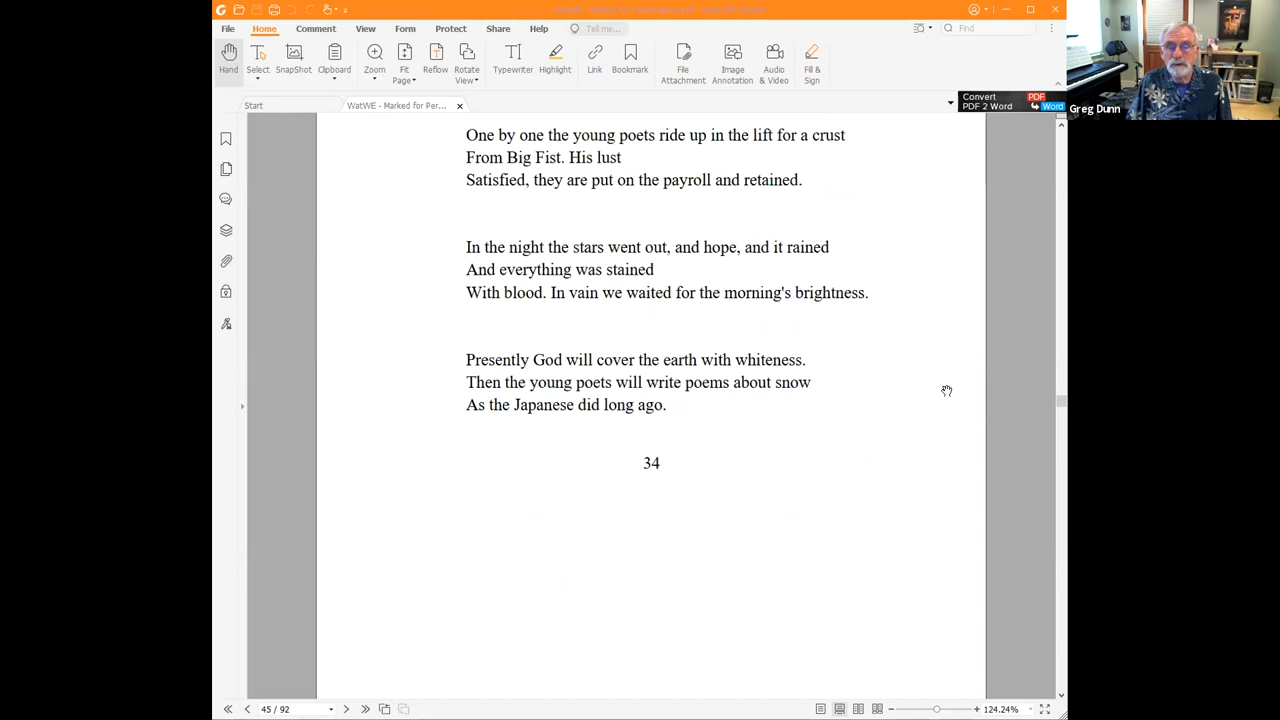 File Home Comment View Form Protect Share Help Tell me... Find
Hand Select SnapShot Clipboard Zoom Fit Page Reflow Rotate View Typewriter Highlight Link Bookmark File Attachment Image Annotation Audio & Video Fill & Sign
Start WatWE - Marked for Per... Convert PDF 2 Word PDF Word
Greg Dunn
One by one the young poets ride up in the lift for a crust
From Big Fist. His lust
Satisfied, they are put on the payroll and retained.
In the night the stars went out, and hope, and it rained
And everything was stained
With blood. In vain we waited for the morning's brightness.
Presently God will cover the earth with whiteness.
Then the young poets will write poems about snow
As the Japanese did long ago.
34
45 / 92 124.24%